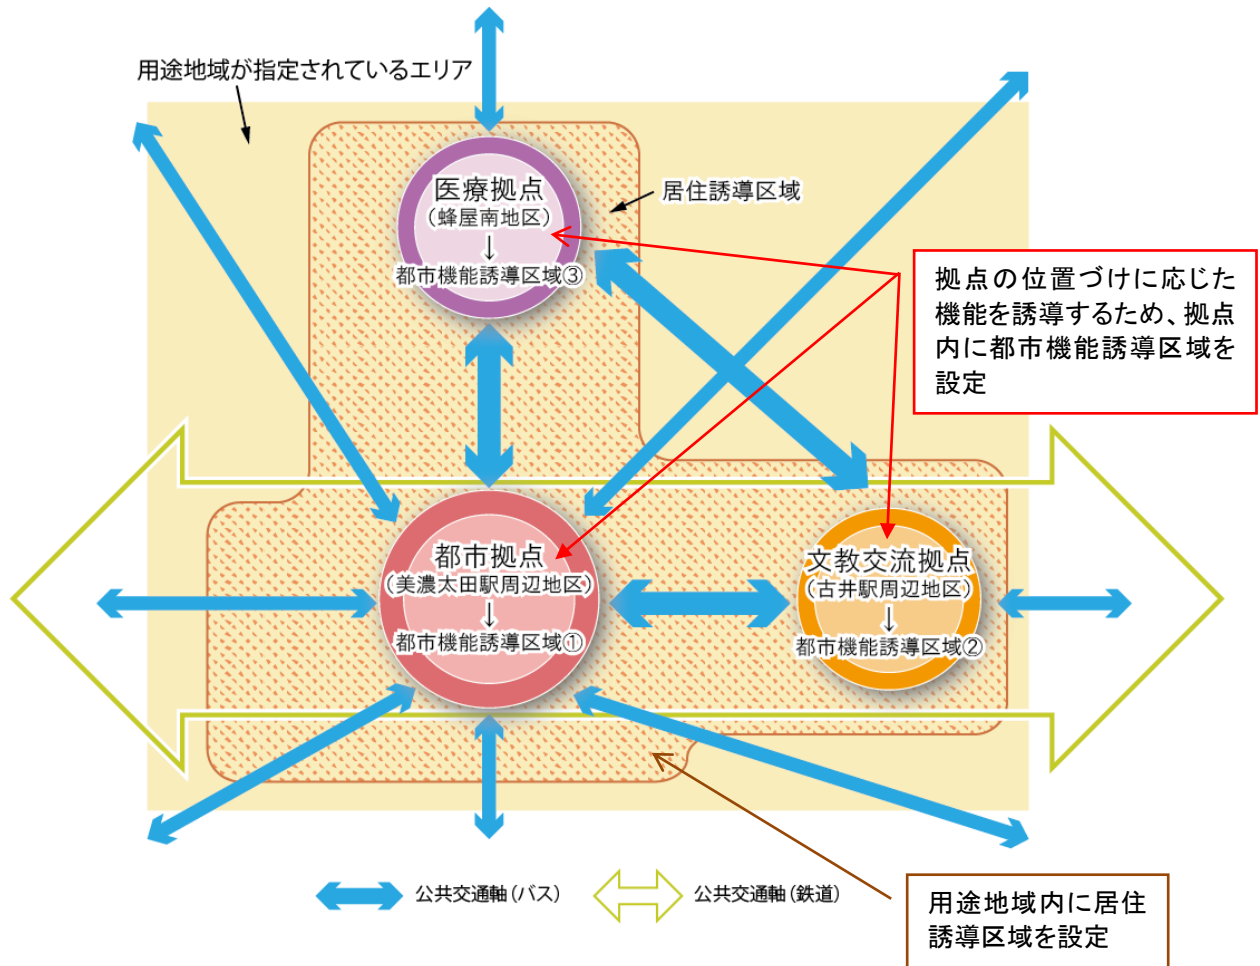 用途地域が指定されているエリア
医療拠点
(蜂屋南地区)
↓
都市機能誘導区域③
居住誘導区域
拠点の位置づけに応じた
機能を誘導するため、拠点
内に都市機能誘導区域を
設定
都市拠点
(美濃太田駅周辺地区)
↓
都市機能誘導区域①
文教交流拠点
(古井駅周辺地区)
↓
都市機能誘導区域②
公共交通軸(バス)
公共交通軸(鉄道)
用途地域内に居住
誘導区域を設定